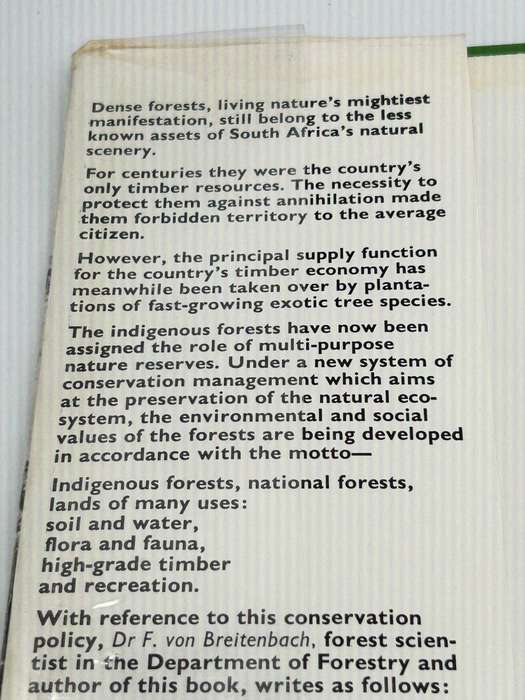 Dense forests, living nature's mightiest
manifestation, still belong to the less
known assets of South Africa's natural
scenery.
For centuries they were the country's
only timber resources. The necessity to
protect them against annihilation made
them forbidden territory to the average
citizen.
However, the principal supply function
for the country's timber economy has
meanwhile been taken over by planta-
tions of fast-growing exotic tree species.
The indigenous forests have now been
assigned the role of multi-purpose
nature reserves. Under a new system of
conservation management which aims
at the preservation of the natural eco-
system, the environmental and social
values of the forests are being developed
in accordance with the motto—
Indigenous forests, national forests,
lands of many uses:
soil and water,
flora and fauna,
high-grade timber
and recreation.
With reference to this conservation
policy, Dr F. von Breitenbach, forest scien-
tist in the Department of Forestry and
author of this book, writes as follows: